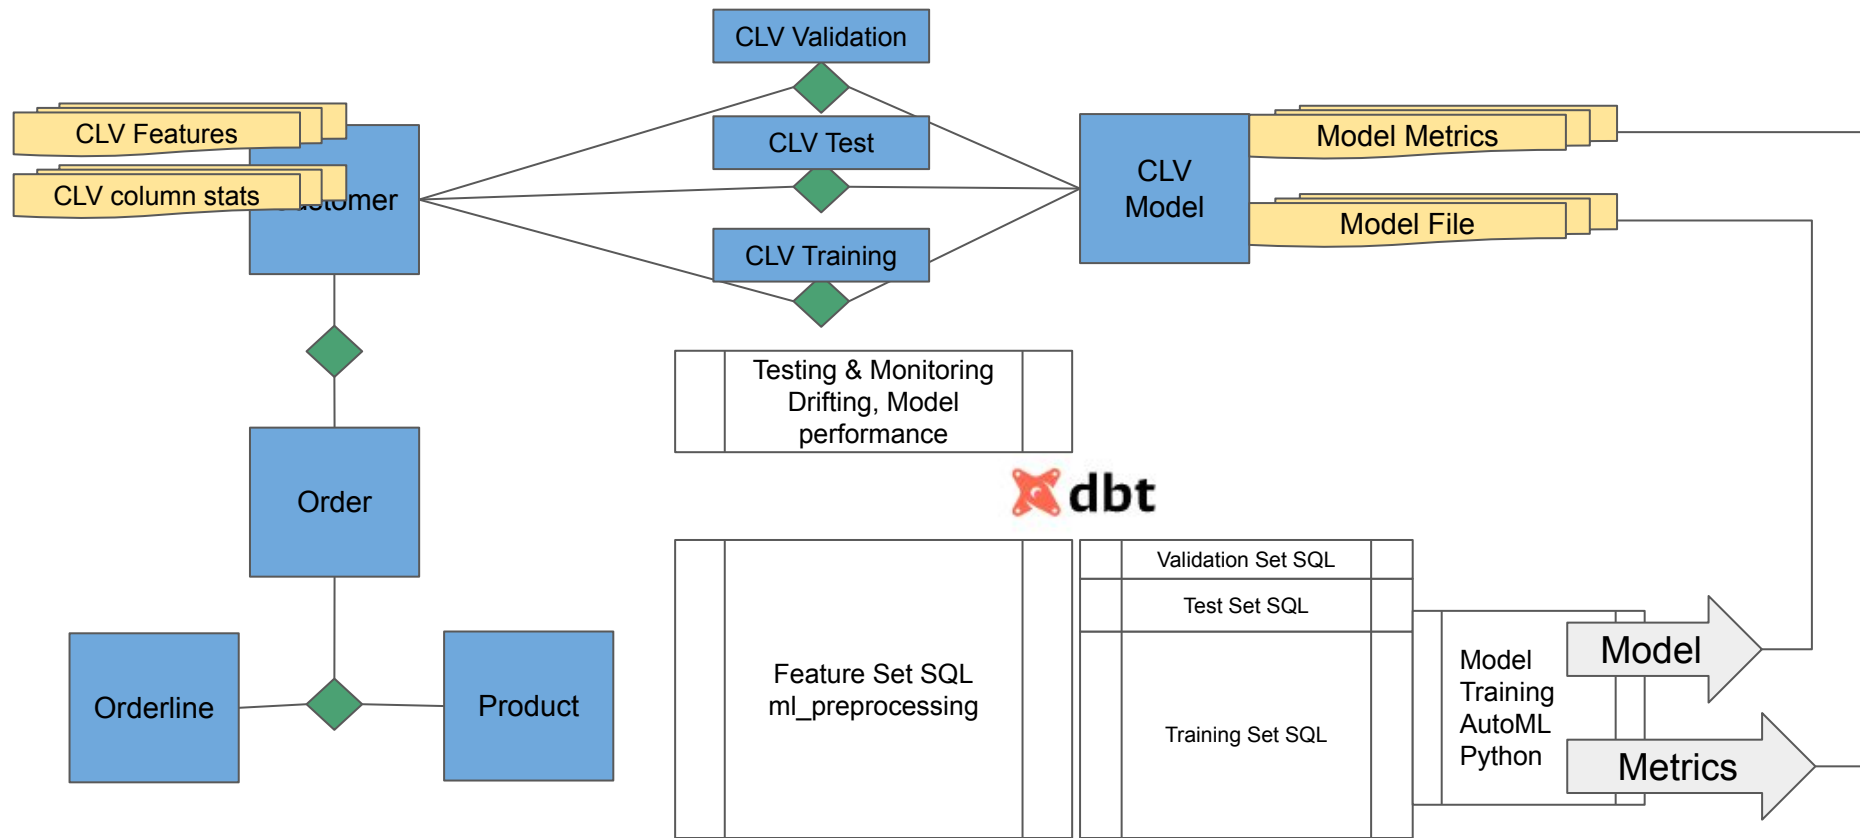 CLV Validation
CLV Features
CLV Test
Model Metrics
CLV column stats
Customer
CLV
Model
Model File
CLV Training
Testing & Monitoring
Drifting, Model
performance
Order
dbt
Orderline
Product
Feature Set SQL
ml_preprocessing
Validation Set SQL
Test Set SQL
Training Set SQL
Model
Training
AutoML
Python
Model
Metrics